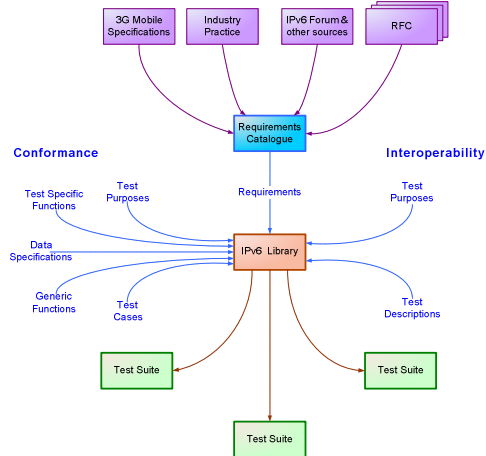 3G Mobile
Specifications
Industry
Practice
IPv6 Forum &
other sources
RFC
Requirements
Catalogue
Conformance
Interoperability
Test Specific
Functions
Test
Purposes
Requirements
Test
Purposes
Data
Specifications
IPv6 Library
Generic
Functions
Test
Cases
Test
Descriptions
Test Suite
Test Suite
Test Suite